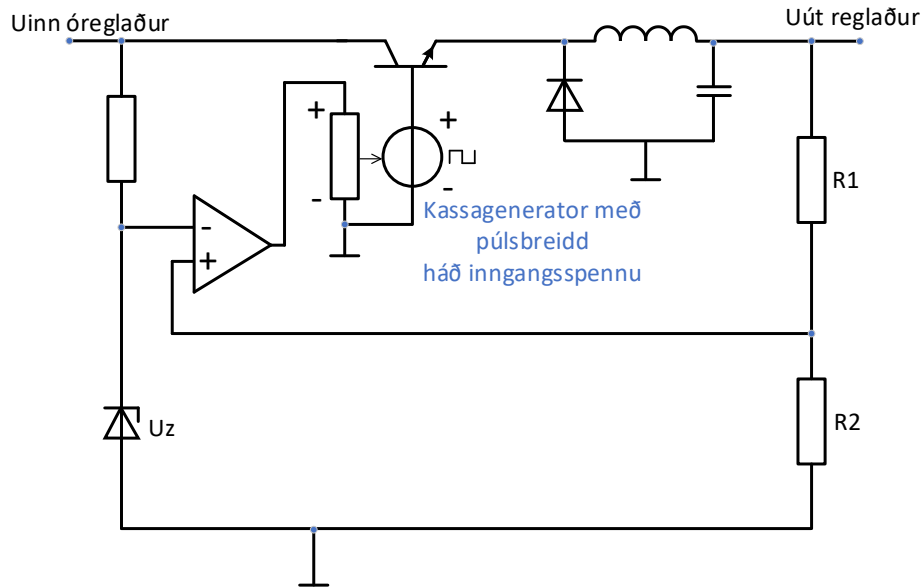 Uinn óreglaður
Uút reglaður
+
-
+
-
-
+
R1
Kassagenerator með
púlsbreidd
háð inngangsspennu
Uz
R2